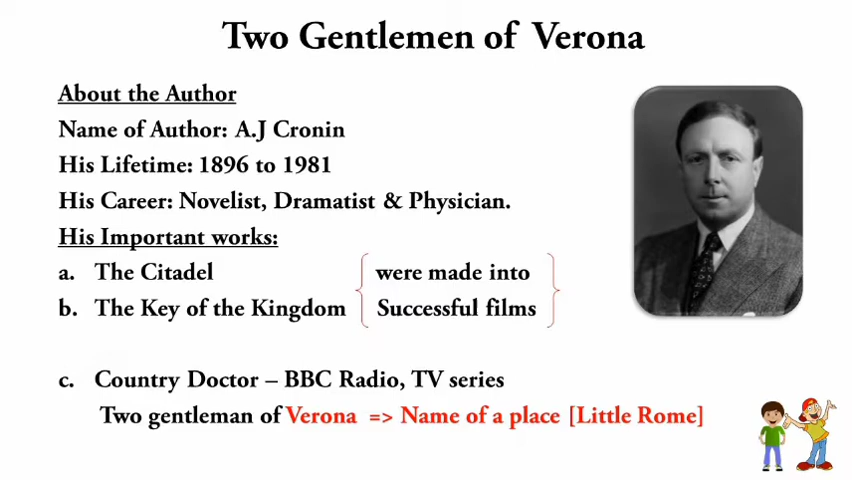 Two Gentlemen of Verona
About the Author
Name of Author: A.J Cronin
His Lifetime: 1896 to 1981
His Career: Novelist, Dramatist & Physician.
His Important works:
a. The Citadel were made into
b. The Key of the Kingdom Successful films
c. Country Doctor – BBC Radio, TV series
Two gentleman of Verona => Name of a place [Little Rome]